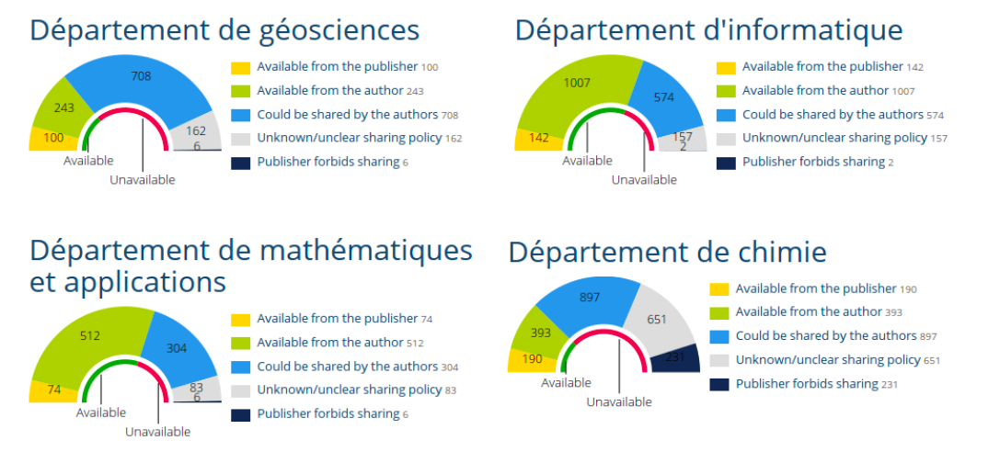 Département de géosciences
708
243
100
162
6
Available
Unavailable
Available from the publisher 100
Available from the author 243
Could be shared by the authors 708
Unknown/unclear sharing policy 162
Publisher forbids sharing 6
Département d'informatique
1007
574
142
157
2
Available
Unavailable
Available from the publisher 142
Available from the author 1007
Could be shared by the authors 574
Unknown/unclear sharing policy 157
Publisher forbids sharing 2
Département de mathématiques
et applications
512
304
74
83
6
Available
Unavailable
Available from the publisher 74
Available from the author 512
Could be shared by the authors 304
Unknown/unclear sharing policy 83
Publisher forbids sharing 6
Département de chimie
897
651
393
190
231
Available
Unavailable
Available from the publisher 190
Available from the author 393
Could be shared by the authors 897
Unknown/unclear sharing policy 651
Publisher forbids sharing 231